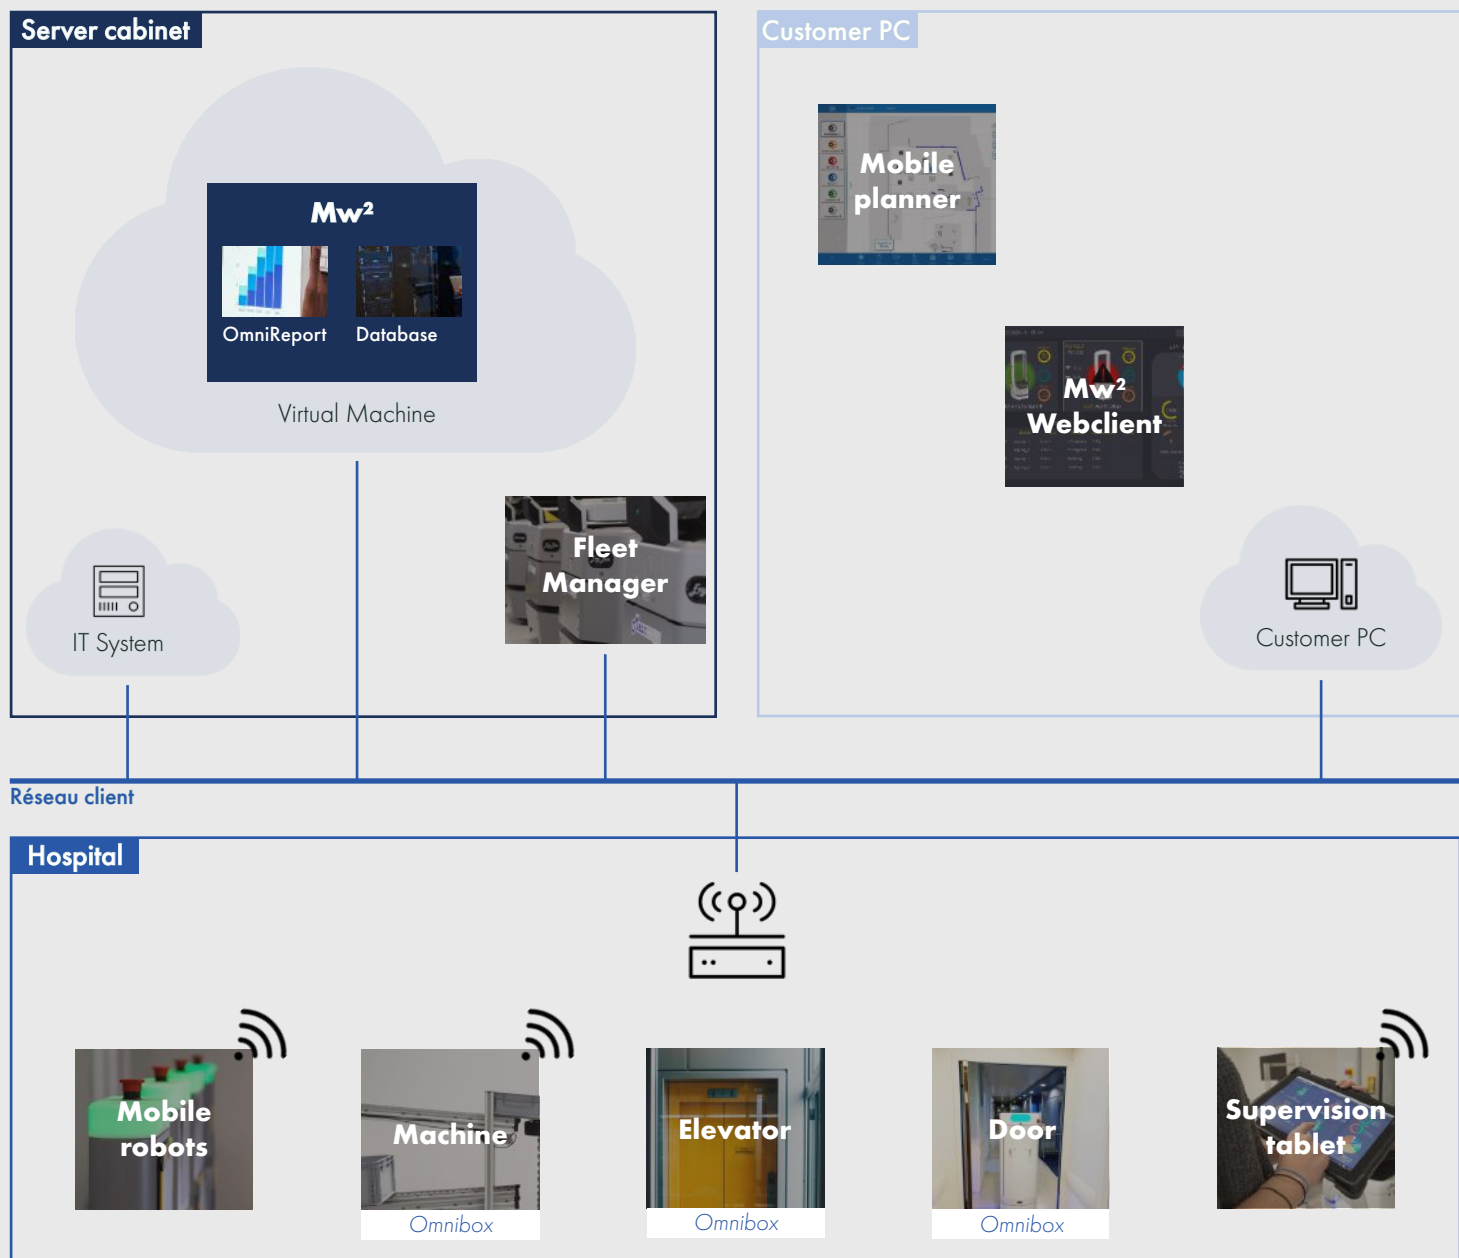 Server cabinet
Customer PC
Mobile
planner
Mw²
OmniReport
Database
Virtual Machine
Mw²
Webclient
Fleet
Manager
IT System
Customer PC
Réseau client
Hospital
Mobile
robots
Machine
Elevator
Door
Supervision
tablet
Omnibox
Omnibox
Omnibox